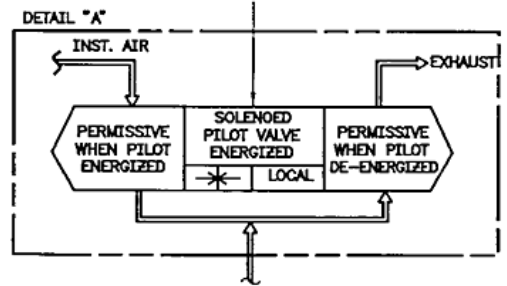 DETAIL "A"
INST. AIR
EXHAUST
PERMISSIVE
WHEN PILOT
ENERGIZED
SOLENOED
PILOT VALVE
ENERGIZED
LOCAL
PERMISSIVE
WHEN PILOT
DE-ENERGIZED